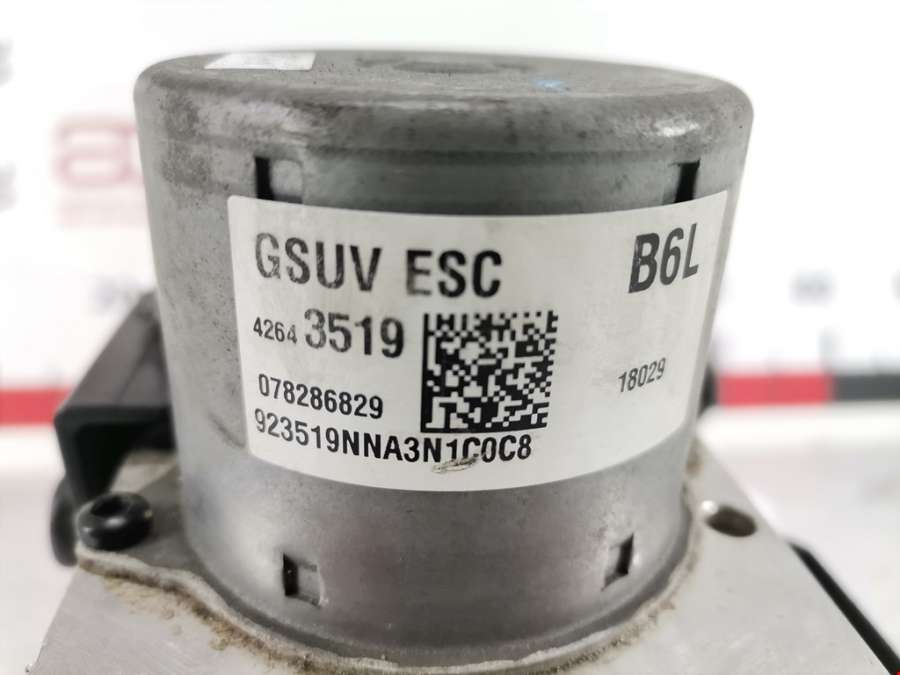 GSUV ESC B6L
4264 3519
18029
078286829
923519NNA3N1C0C8